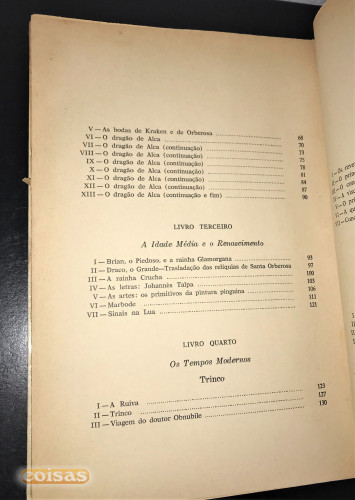 V — As bodas de Kraken e de Orberosa 68
VI — O dragão de Alca 70
VII — O dragão de Alca (continuação) 73
VIII — O dragão de Alca (continuação) 75
IX — O dragão de Alca (continuação) 78
X — O dragão de Alca (continuação) 81
XI — O dragão de Alca (continuação) 84
XII — O dragão de Alca (continuação) 87
XIII — O dragão de Alca (continuação e fim) 90
LIVRO TERCEIRO
A Idade Média e o Renascimento
I — Brian, o Piedoso, e a rainha Glamorgana 93
II — Draco, o Grande — Trasladação das relíquias de Santa Orberosa 97
III — A rainha Crucha 100
IV — As letras: Johannès Talpa 103
V — As artes: os primitivos da pintura pinguina 106
VI — Marbode 111
VII — Sinais na Lua 121
LIVRO QUARTO
Os Tempos Modernos
Trinco
I — A Ruiva 123
II — Trinco 127
III — Viagem do doutor Obnubile 130
coisas